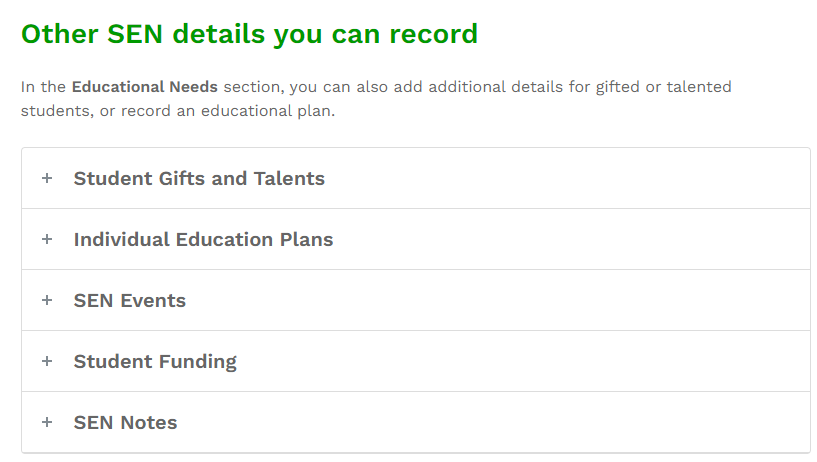 Other SEN details you can record
In the Educational Needs section, you can also add additional details for gifted or talented
students, or record an educational plan.
+ Student Gifts and Talents
+ Individual Education Plans
+ SEN Events
+ Student Funding
+ SEN Notes